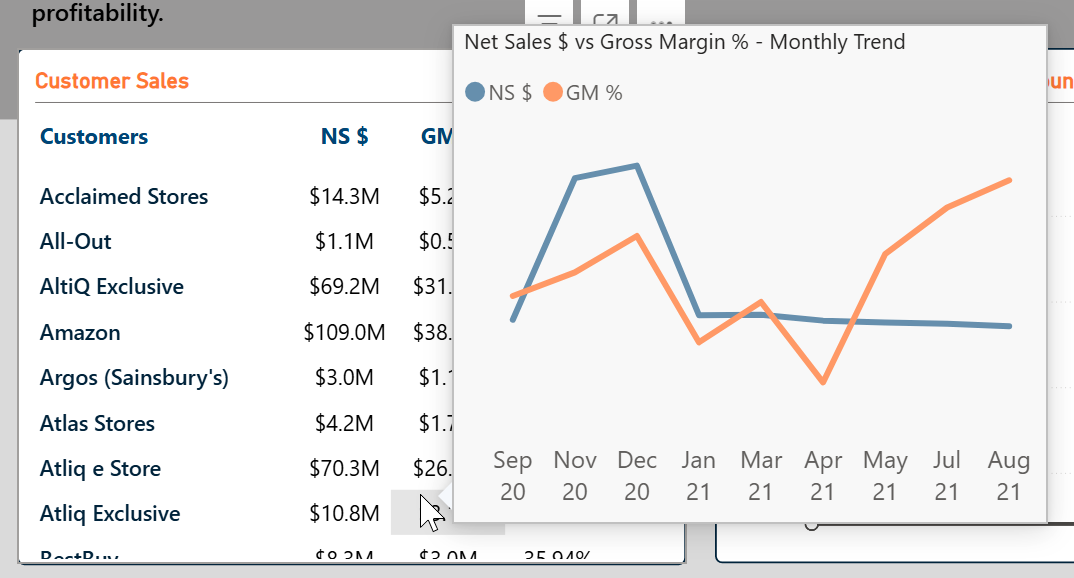 profitability.
Customer Sales
Customers NS $ GM
Acclaimed Stores $14.3M $5.2
All-Out $1.1M $0.5
AltiQ Exclusive $69.2M $31.
Amazon $109.0M $38.
Argos (Sainsbury's) $3.0M $1.1
Atlas Stores $4.2M $1.7
Atliq e Store $70.3M $26.
Atliq Exclusive $10.8M
BestBuy $8.3M $3.0M 35.94%
Net Sales $ vs Gross Margin % - Monthly Trend
NS $ GM %
Sep Nov Dec Jan Mar Apr May Jul Aug
20 20 20 21 21 21 21 21 21
oun